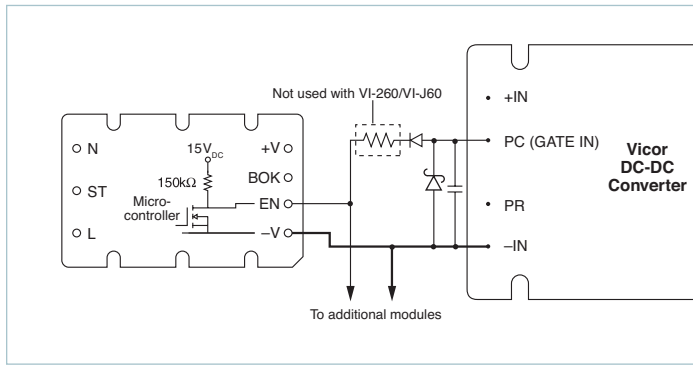 Not used with VI-260/VI-J60
+IN
N
15VDC
+V
PC (GATE IN)
Vicor
DC-DC
Converter
150kΩ
BOK
ST
Micro-
controller
EN
PR
L
–V
–IN
To additional modules